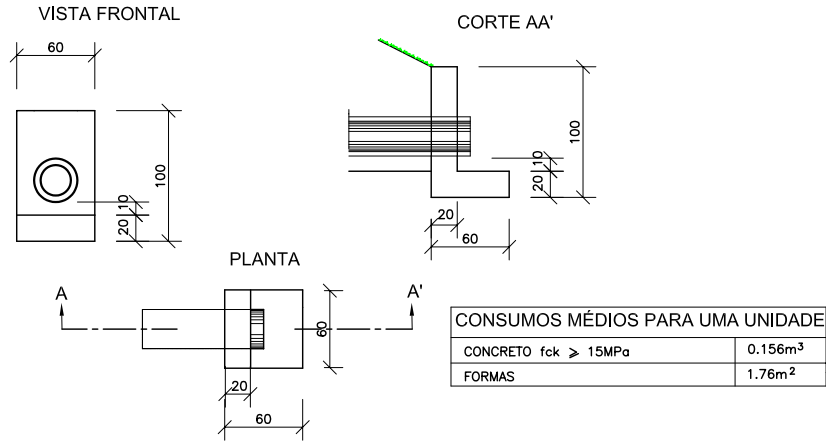 VISTA FRONTAL
60
100
10
20
CORTE AA'
100
10
20
20
60
PLANTA
A
A'
60
20
60
CONSUMOS MÉDIOS PARA UMA UNIDADE
CONCRETO fck ⩾ 15MPa 0.156m³
FORMAS 1.76m²